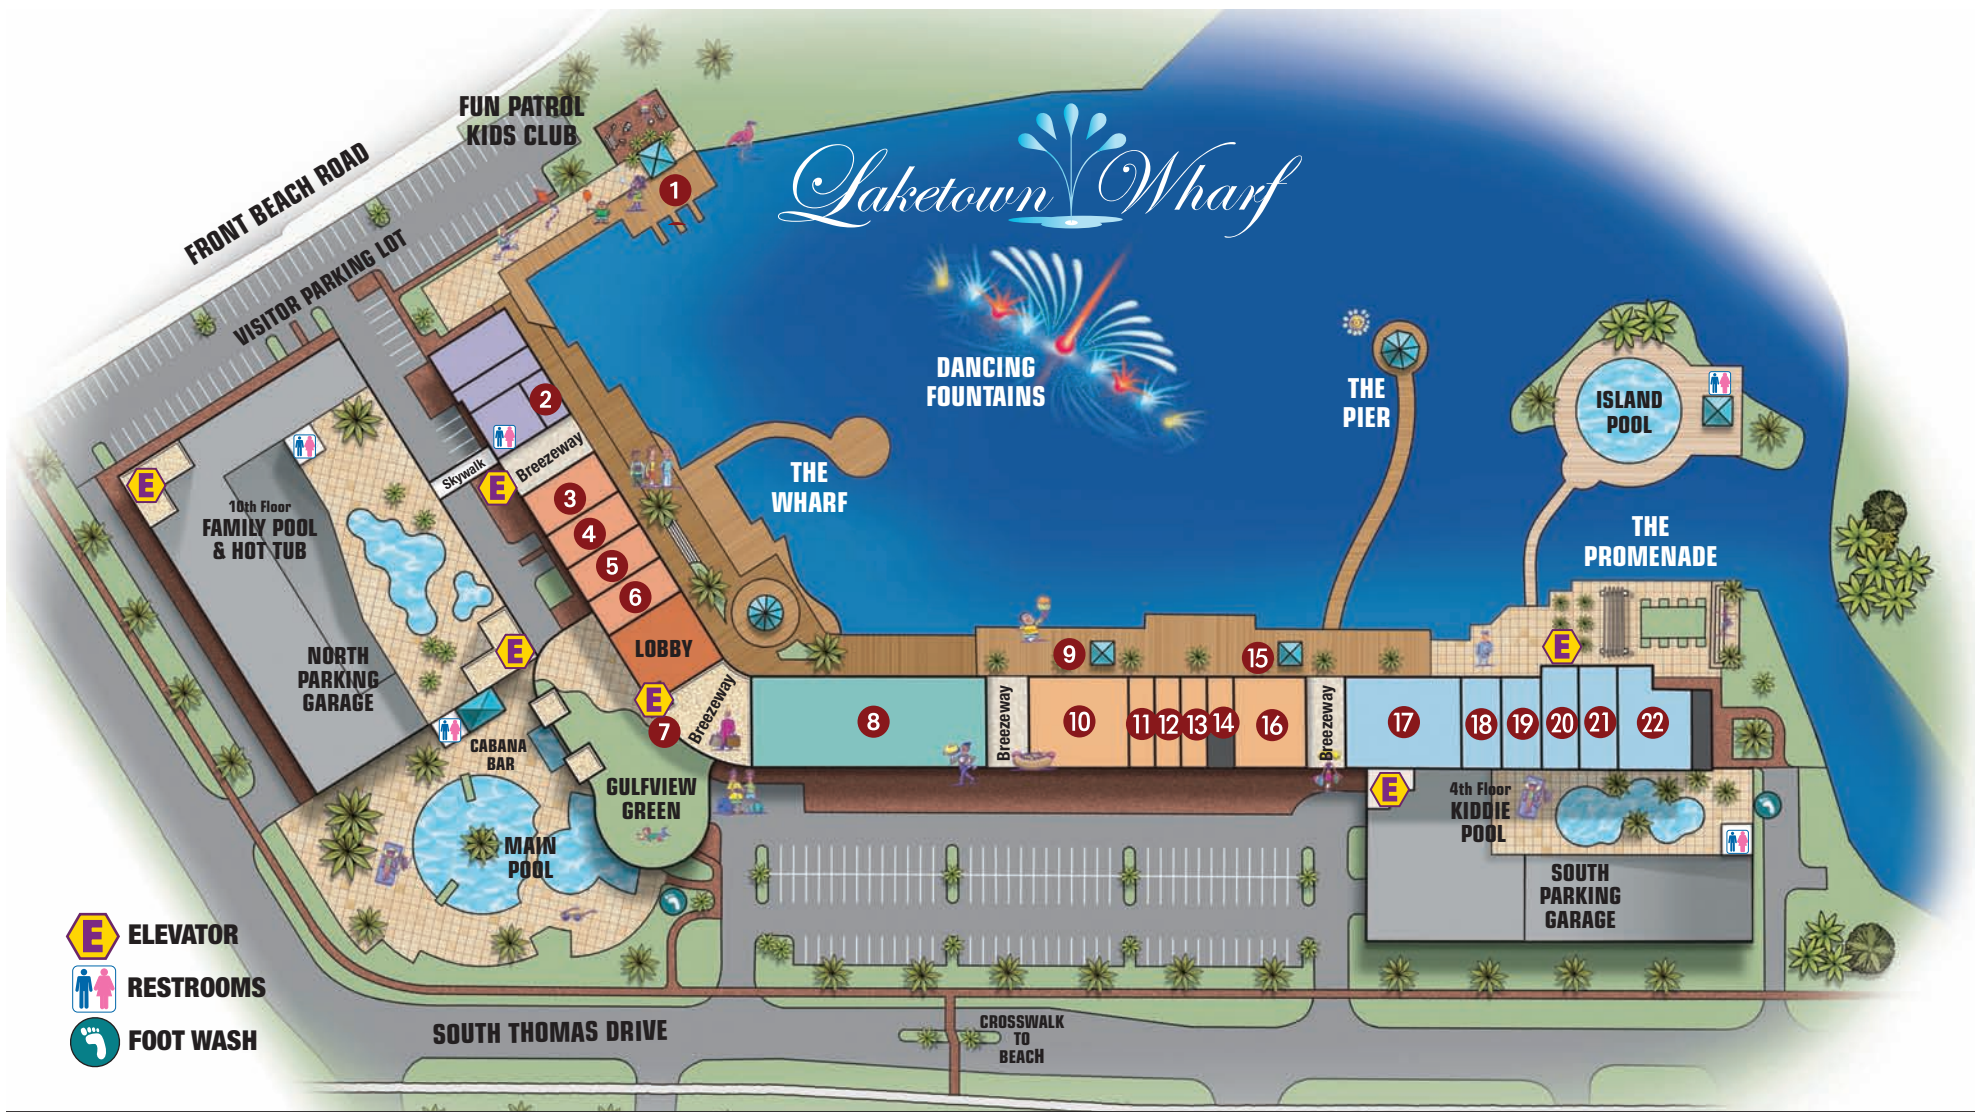 FUN PATROL
KIDS CLUB
FRONT BEACH ROAD
VISITOR PARKING LOT
1
Laketown Wharf
DANCING
FOUNTAINS
THE
PIER
ISLAND
POOL
THE
WHARF
THE
PROMENADE
2
Breezeway
Skywalk
E
E
3
4
5
6
LOBBY
10th Floor
FAMILY POOL
& HOT TUB
NORTH
PARKING
GARAGE
E
E
7
Breezeway
8
Breezeway
9
10
11
12
13
14
15
16
Breezeway
17
18
19
20
21
22
E
E
CABANA
BAR
GULFVIEW
GREEN
MAIN
POOL
4th Floor
KIDDIE
POOL
SOUTH
PARKING
GARAGE
E ELEVATOR
RESTROOMS
FOOT WASH
SOUTH THOMAS DRIVE
CROSSWALK
TO
BEACH